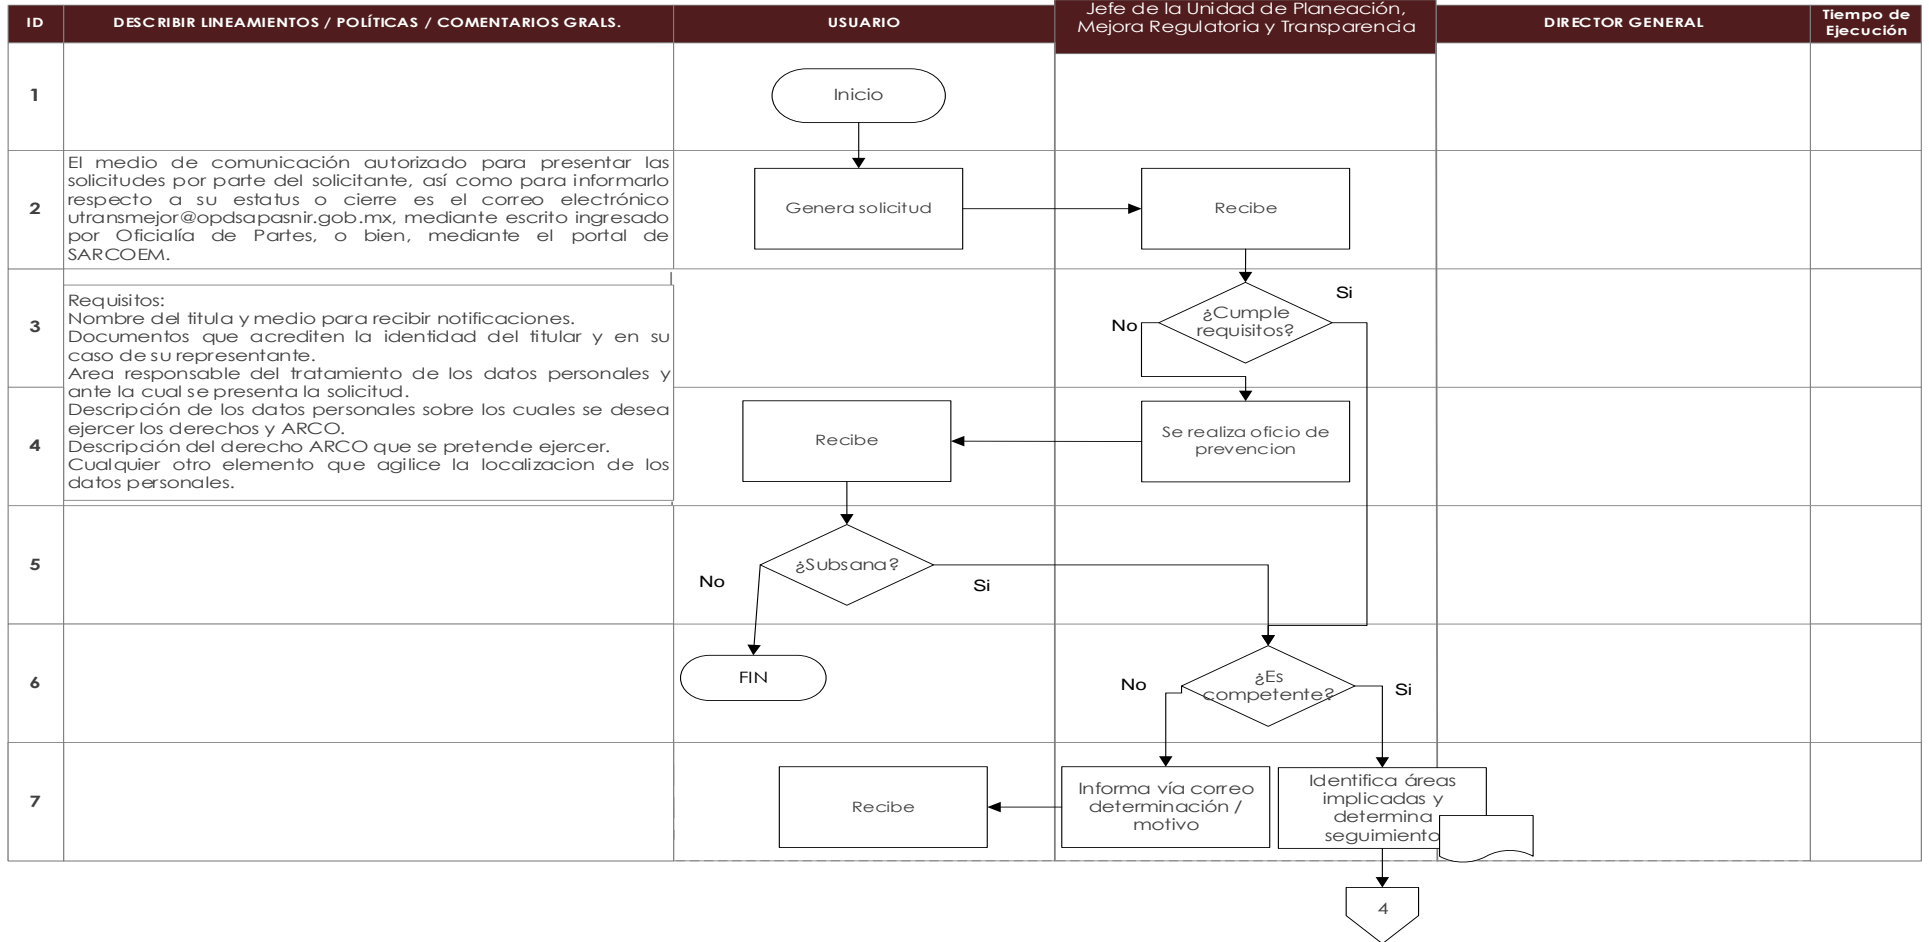 ID
DESCRIBIR LINEAMIENTOS / POLÍTICAS / COMENTARIOS GRALS.
USUARIO
Jefe de la Unidad de Planeación,
Mejora Regulatoria y Transparencia
DIRECTOR GENERAL
Tiempo de
Ejecución
1
Inicio
2
El medio de comunicación autorizado para presentar las
solicitudes por parte del solicitante, así como para informarlo
respecto a su estatus o cierre es el correo electrónico
utransmejor@opdsapasnir.gob.mx, mediante escrito ingresado
por Oficialía de Partes, o bien, mediante el portal de
SARCOEM.
Genera solicitud
Recibe
3
Requisitos:
Nombre del titula y medio para recibir notificaciones.
Documentos que acrediten la identidad del titular y en su
caso de su representante.
Area responsable del tratamiento de los datos personales y
ante la cual se presenta la solicitud.
Descripción de los datos personales sobre los cuales se desea
ejercer los derechos y ARCO.
Descripción del derecho ARCO que se pretende ejercer.
Cualquier otro elemento que agilice la localizacion de los
datos personales.
¿Cumple
requisitos?
No
Si
4
Recibe
Se realiza oficio de
prevencion
5
¿Subsana?
No
Si
6
FIN
¿Es
competente?
No
Si
7
Recibe
Informa vía correo
determinación /
motivo
Identifica áreas
implicadas y
determina
seguimiento
4